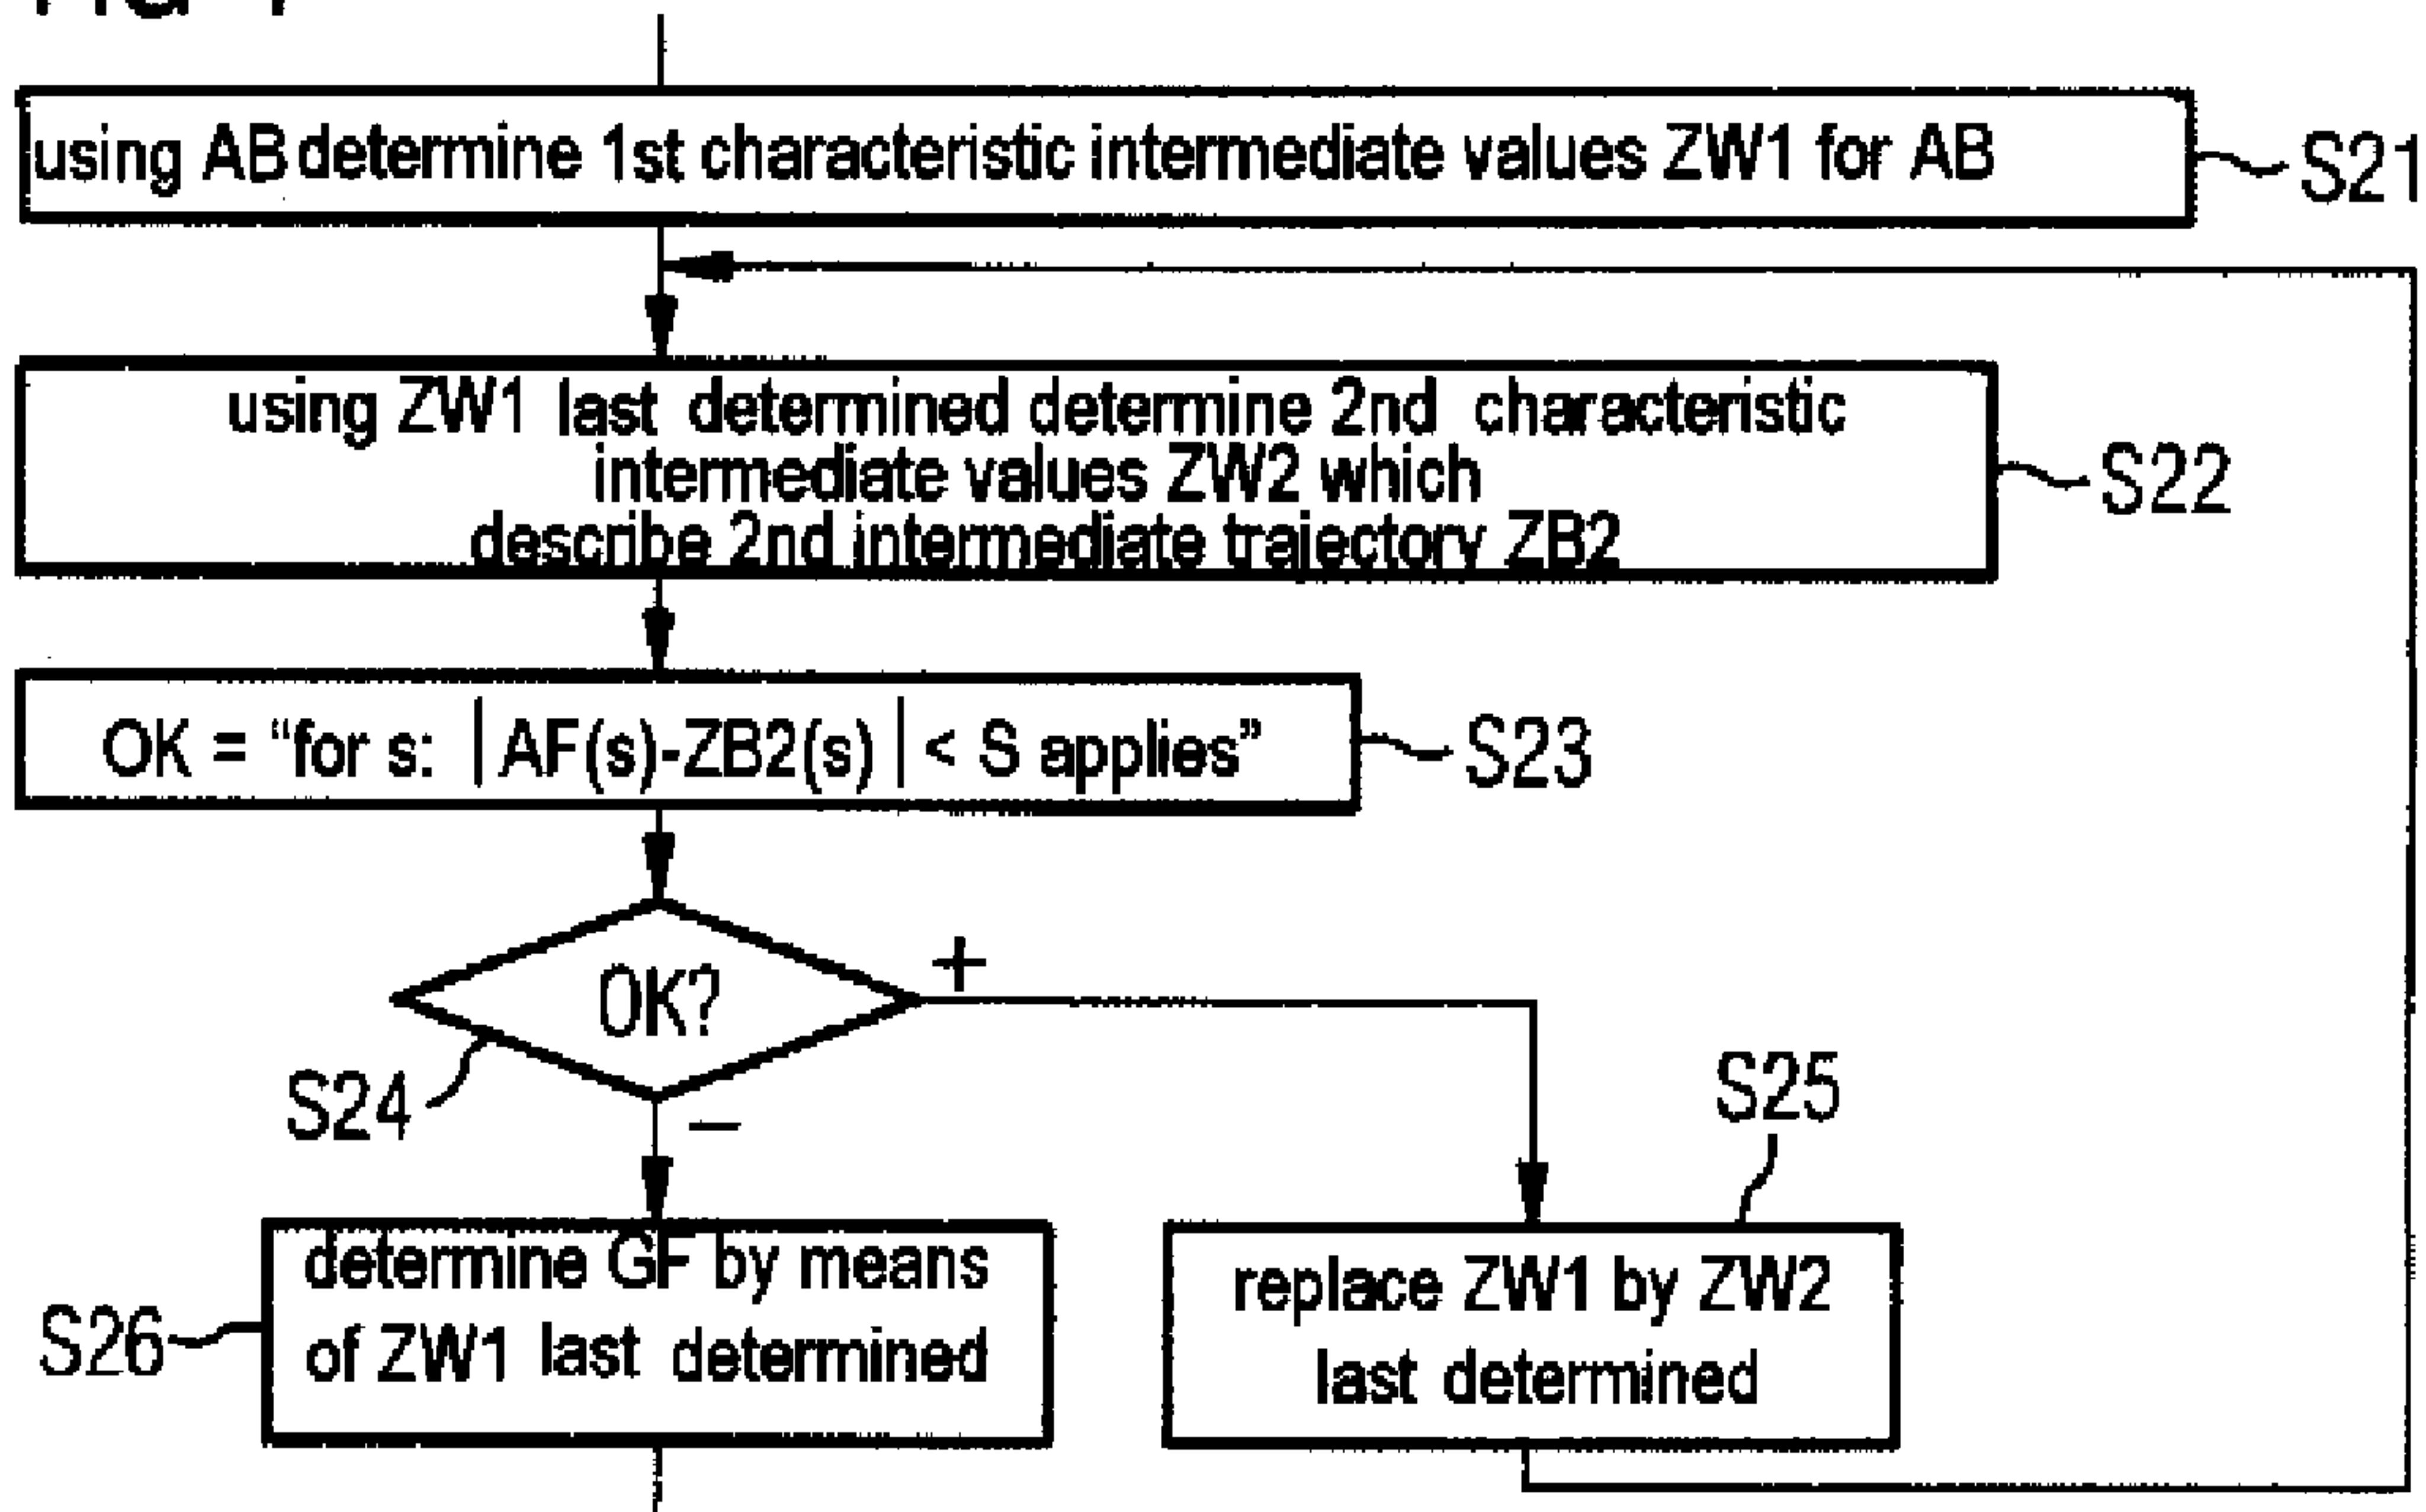 using AB determine 1st characteristic intermediate values ZW1 for AB
S21
using ZW1 last determined determine 2nd characteristic
intermediate values ZW2 which
describe 2nd intermediate trajectory ZB2
S22
OK = “for s: |AF(s)-ZB2(s)| < S applies”
S23
OK?
+
S24
–
S25
determine GF by means
of ZW1 last determined
S26
replace ZW1 by ZW2
last determined